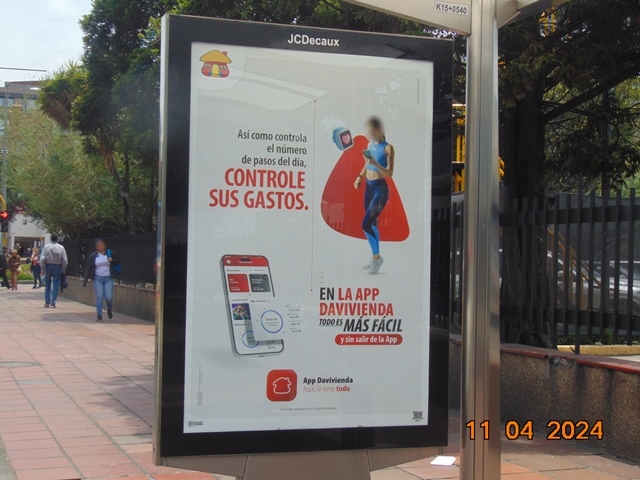 K15+0540
JCDecaux
Así como controla
el número
de pasos del día,
CONTROLE
SUS GASTOS.
EN LA APP
DAVIVIENDA
TODO ES MÁS FÁCIL
y sin salir de la App
App Davivienda
Aquí, lo tiene todo
11 04 2024